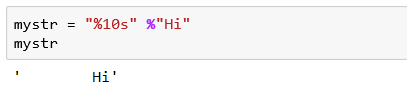 mystr = "%10s" %"Hi"
mystr
'        Hi'